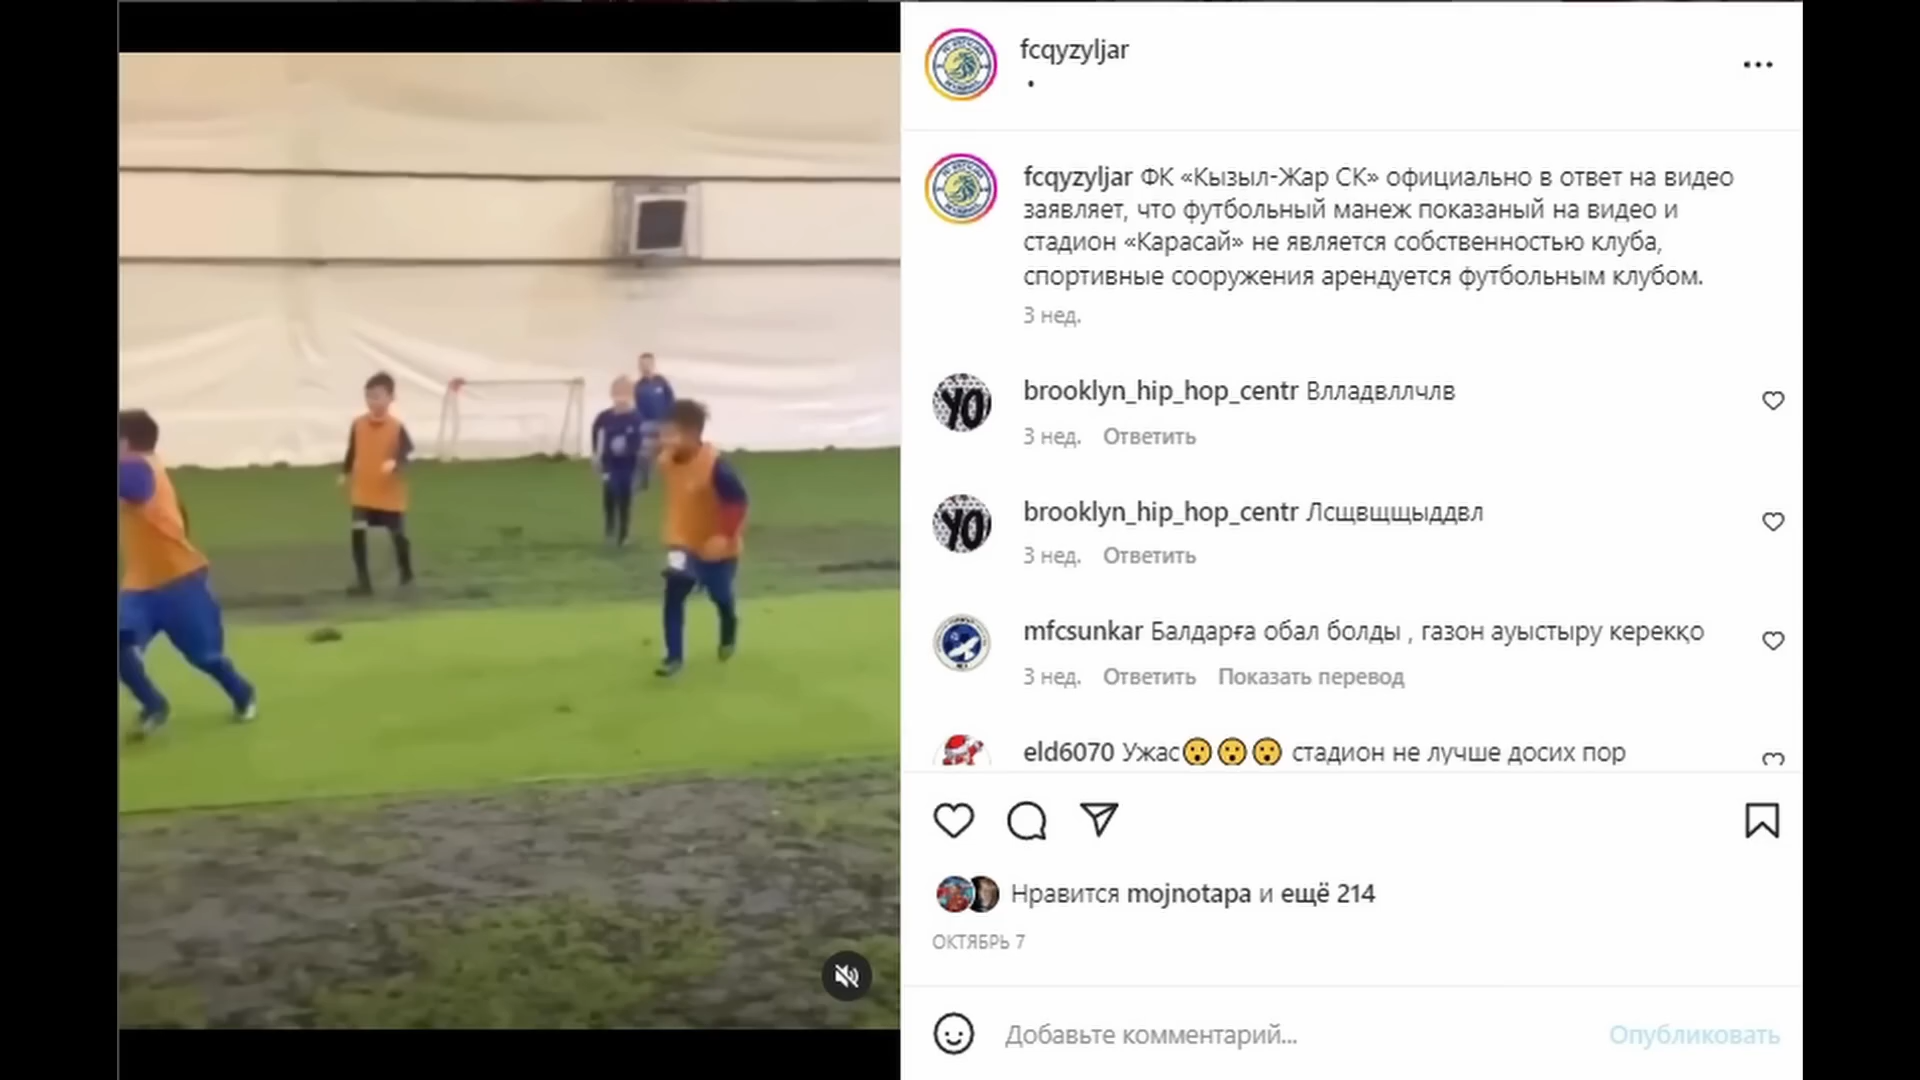 fcqyzyljar
•
fcqyzyljar ФК «Кызыл-Жар СК» официально в ответ на видео
заявляет, что футбольный манеж показаный на видео и
стадион «Карасай» не является собственностью клуба,
спортивные сооружения арендуется футбольным клубом.
3 нед.
brooklyn_hip_hop_centr Влладвллчлв
3 нед. Ответить
brooklyn_hip_hop_centr Лсщвщщыддвл
3 нед. Ответить
mfcsunkar Балдарға обал болды , газон ауыстыру керекқо
3 нед. Ответить Показать перевод
eld6070 Ужас😮😮😮 стадион не лучше досих пор
Нравится mojnotapa и ещё 214
ОКТЯБРЬ 7
Добавьте комментарий... Опубликовать
YO
YO